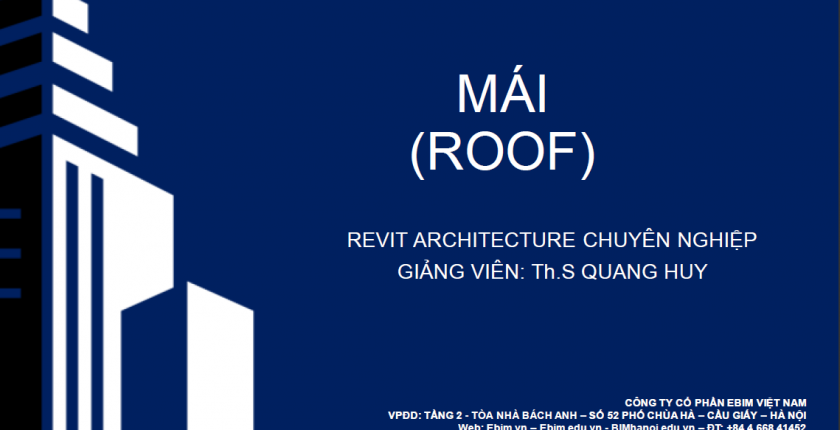 MÁI
(ROOF)
REVIT ARCHITECTURE CHUYÊN NGHIỆP
GIẢNG VIÊN: Th.S QUANG HUY
CÔNG TY CỔ PHẦN EBIM VIỆT NAM
VPĐD: TẦNG 2 - TÒA NHÀ BÁCH ANH – SỐ 52 PHỐ CHÙA HÀ – CẦU GIẤY – HÀ NỘI
Web: Ebim.vn – Ebim.edu.vn - BIMhanoi.edu.vn – ĐT: +84 4 668 41452